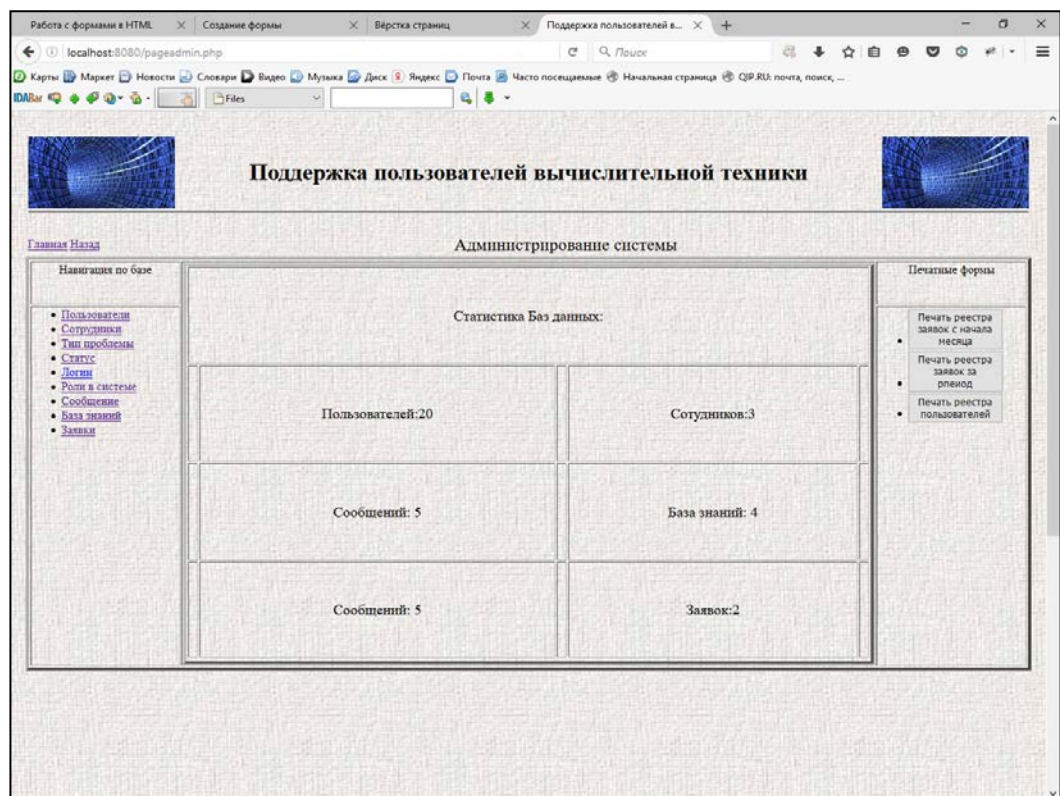 Работа с формами в HTML
Создание формы
Вёрстка страниц
Поддержка пользователей в...
localhost:8080/pageadmin.php
Поиск
Карты Маркет Новости Словари Видео Музыка Диск Яндекс Почта Часто посещаемые Начальная страница QIP.RU: почта, поиск, ...
IDABar
Files
Поддержка пользователей вычислительной техники
Главная Назад
Администрирование системы
Навигация по базе
Пользователи
Сотрудники
Тип проблемы
Статус
Логин
Роли в системе
Сообщение
База знаний
Заявки
Статистика Баз данных:
Пользователей:20
Сотудников:3
Сообщений: 5
База знаний: 4
Сообщений: 5
Заявок:2
Печатные формы
Печать реестра
заявок с начала
месяца
Печать реестра
заявок за
рпеиод
Печать реестра
пользователей